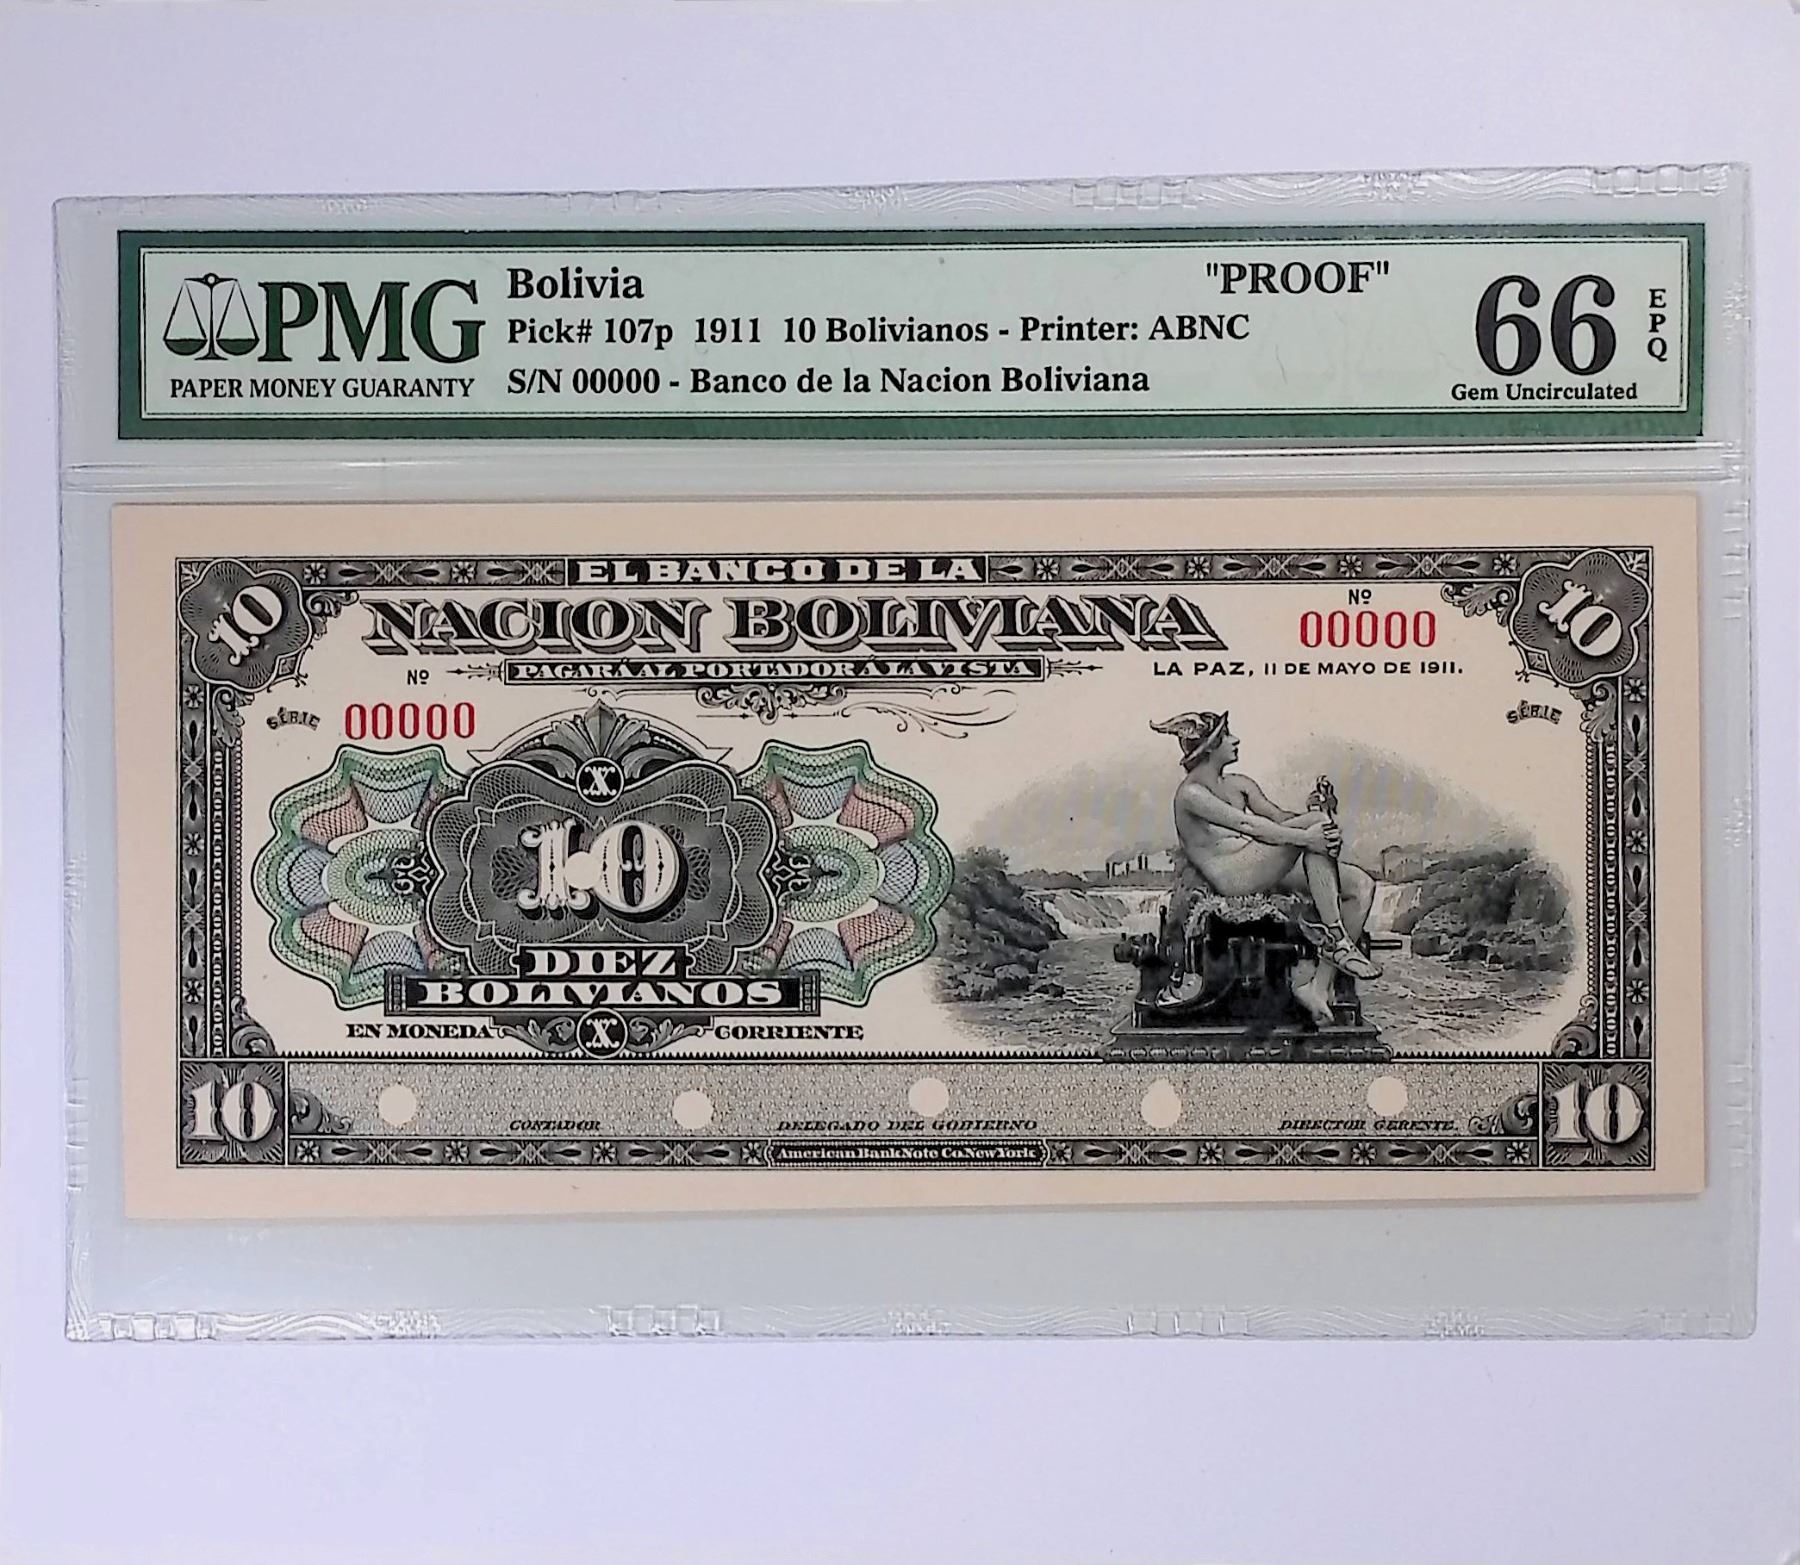 PMG
PAPER MONEY GUARANTY
Bolivia
"PROOF"
Pick# 107p 1911 10 Bolivianos - Printer: ABNC
S/N 00000 - Banco de la Nacion Boliviana
66 EPQ
Gem Uncirculated
10
EL BANCO DE LA
10
NACION BOLIVIANA
Nº
00000
PAGARÁ AL PORTADOR Á LA VISTA
LA PAZ, 11 DE MAYO DE 1911.
Nº
SÉRIE 00000
SÉRIE
X
10
DIEZ
BOLIVIANOS
EN MONEDA X CORRIENTE
10
10
CONTADOR
DELEGADO DEL GOBIERNO
DIRECTOR GERENTE.
American Bank Note Co. New York